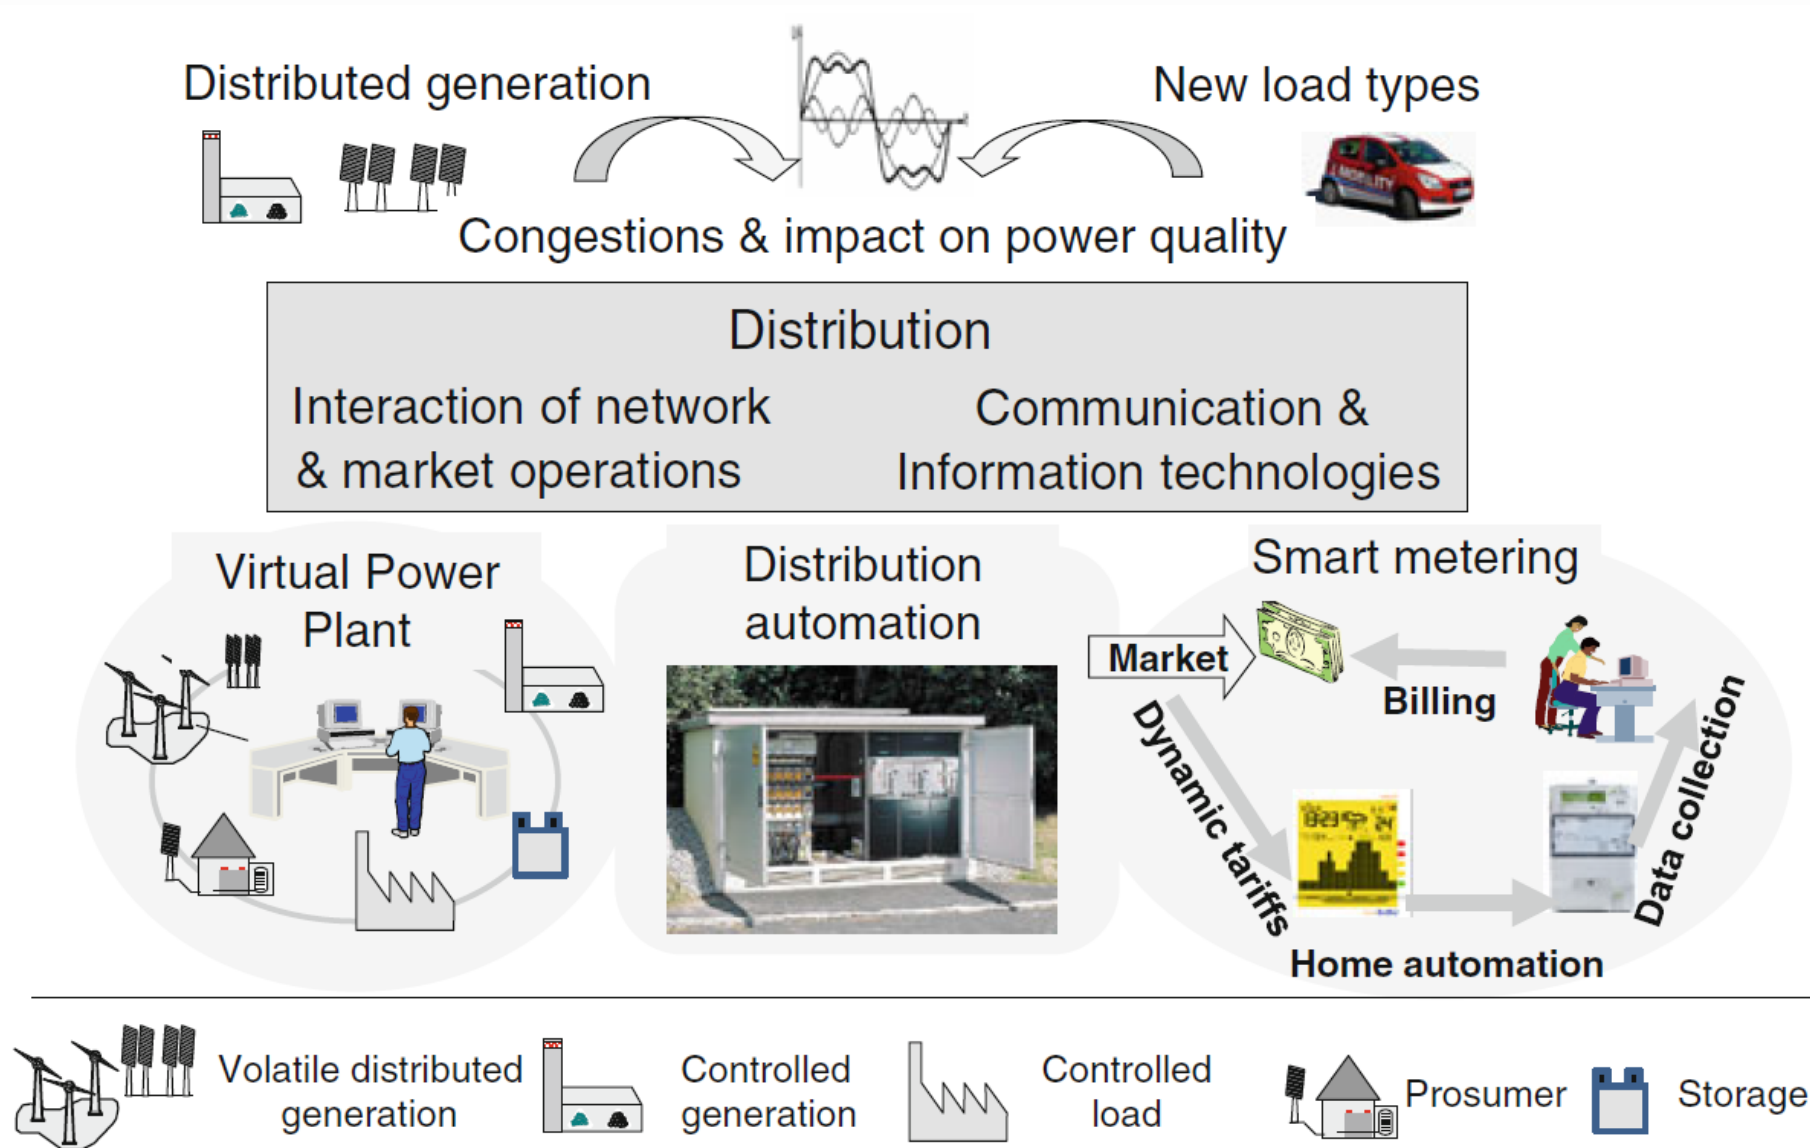 Distributed generation
New load types
MOBILITY
Congestions & impact on power quality
Distribution
Interaction of network
& market operations
Communication &
Information technologies
Virtual Power
Plant
Distribution
automation
Smart metering
Market
Billing
Dynamic tariffs
Data collection
Home automation
Volatile distributed
generation
Controlled
generation
Controlled
load
Prosumer
Storage